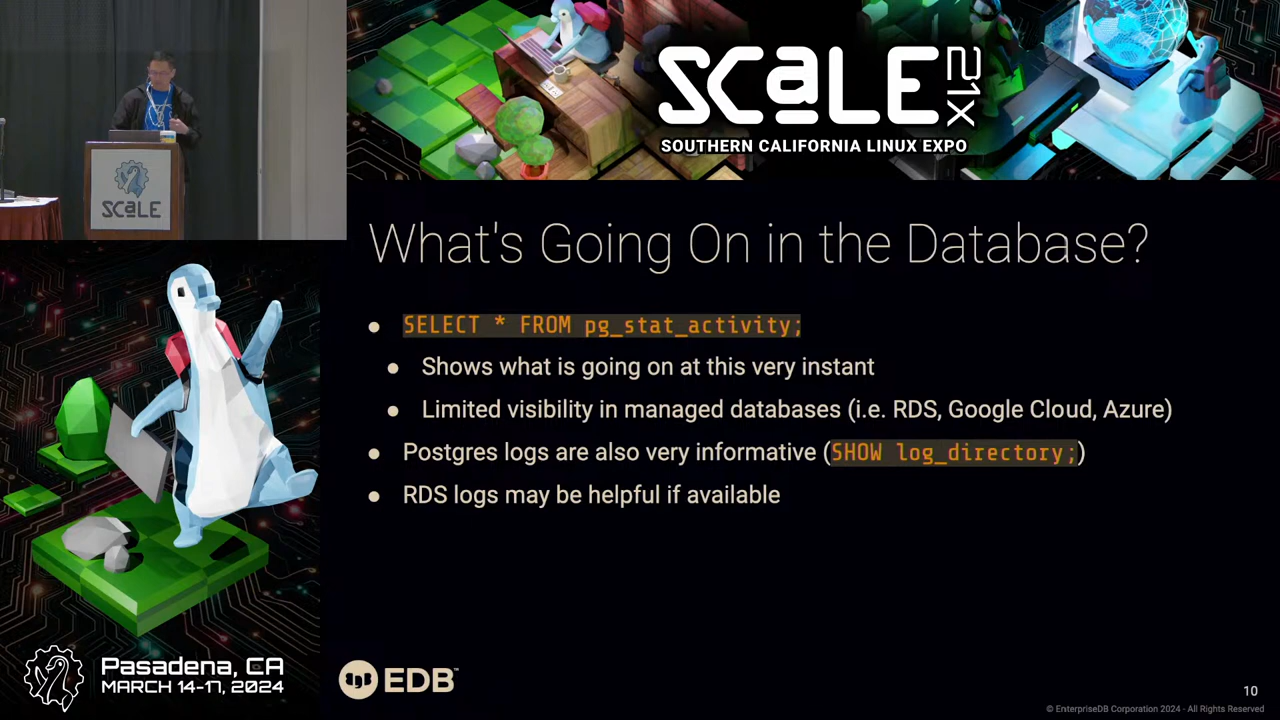 SCALE 21X
SOUTHERN CALIFORNIA LINUX EXPO
SCALE
What's Going On in the Database?
● SELECT * FROM pg_stat_activity;
● Shows what is going on at this very instant
● Limited visibility in managed databases (i.e. RDS, Google Cloud, Azure)
● Postgres logs are also very informative (SHOW log_directory;)
● RDS logs may be helpful if available
Pasadena, CA
MARCH 14-17, 2024
EDB™
10
© EnterpriseDB Corporation 2024 - All Rights Reserved